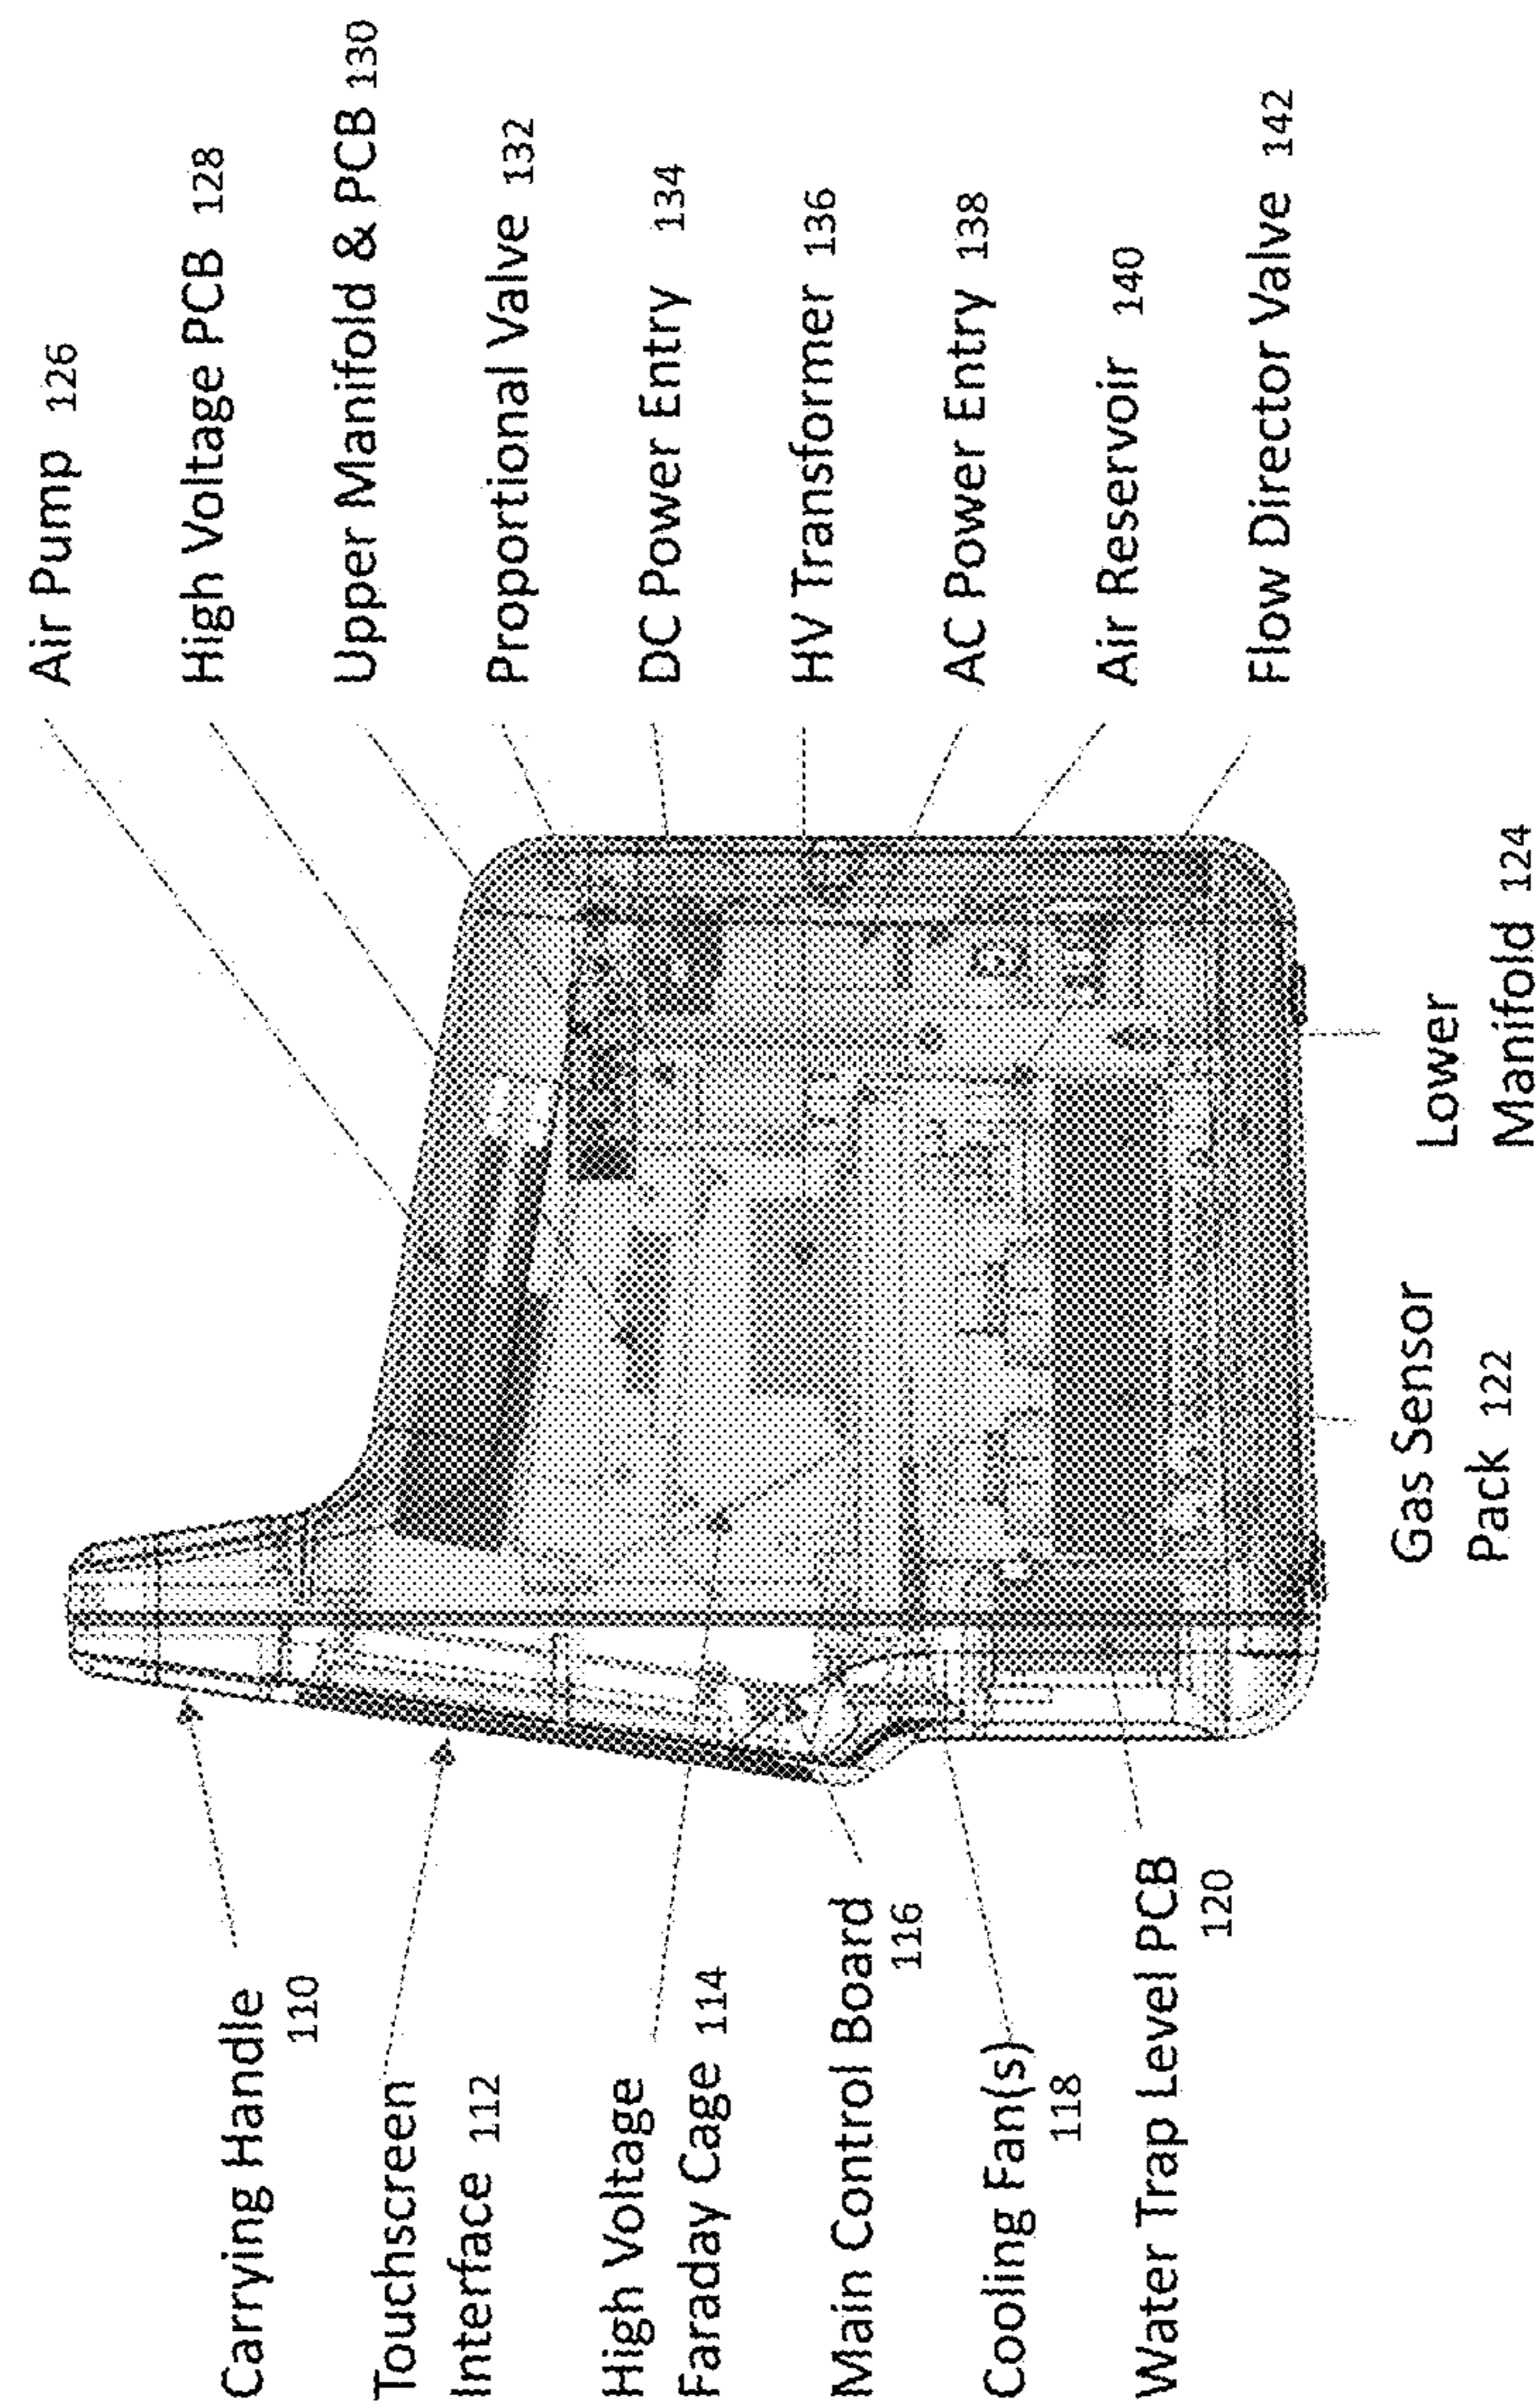 Carrying Handle
110
Touchscreen
Interface 112
High Voltage
Faraday Cage 114
Main Control Board
116
Cooling Fan(s)
118
Water Trap Level PCB
120
Gas Sensor
Pack 122
Lower
Manifold 124
Air Pump 126
High Voltage PCB 128
Upper Manifold & PCB 130
Proportional Valve 132
DC Power Entry 134
HV Transformer 136
AC Power Entry 138
Air Reservoir 140
Flow Director Valve 142